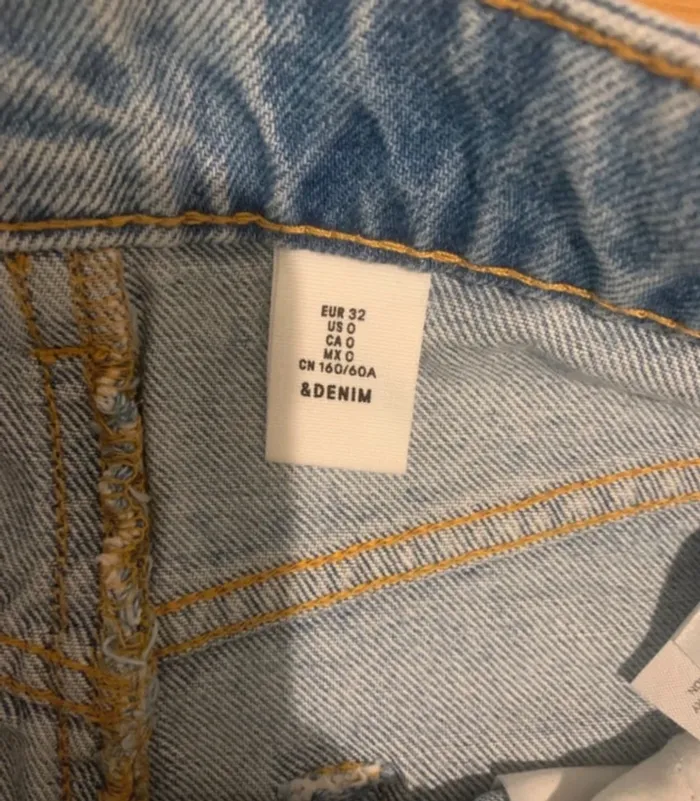 EUR 32
US 0
CA 0
MX 0
CN 160/60A
&DENIM